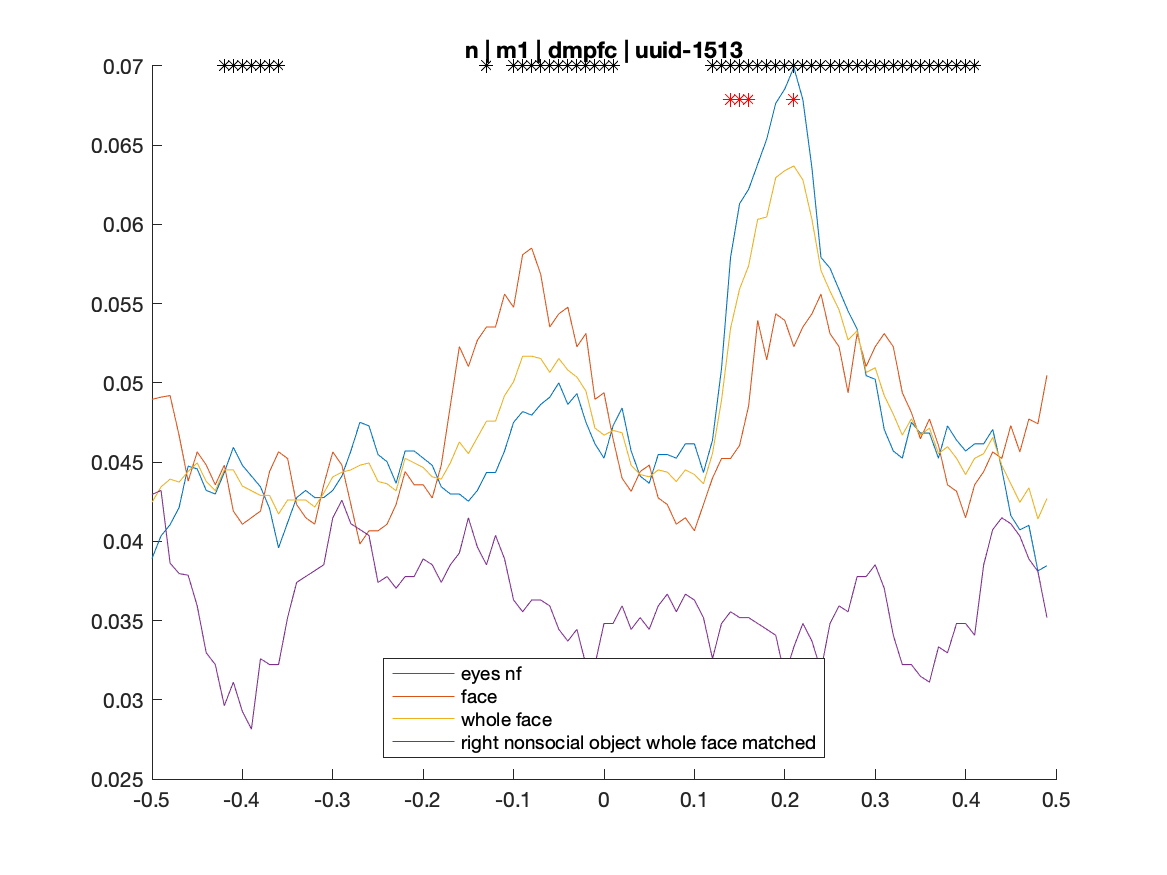 n | m1 | dmpfc | uuid-1513
0.07
0.065
0.06
0.055
0.05
0.045
0.04
0.035
0.03
0.025
-0.5 -0.4 -0.3 -0.2 -0.1 0 0.1 0.2 0.3 0.4 0.5
eyes nf
face
whole face
right nonsocial object whole face matched